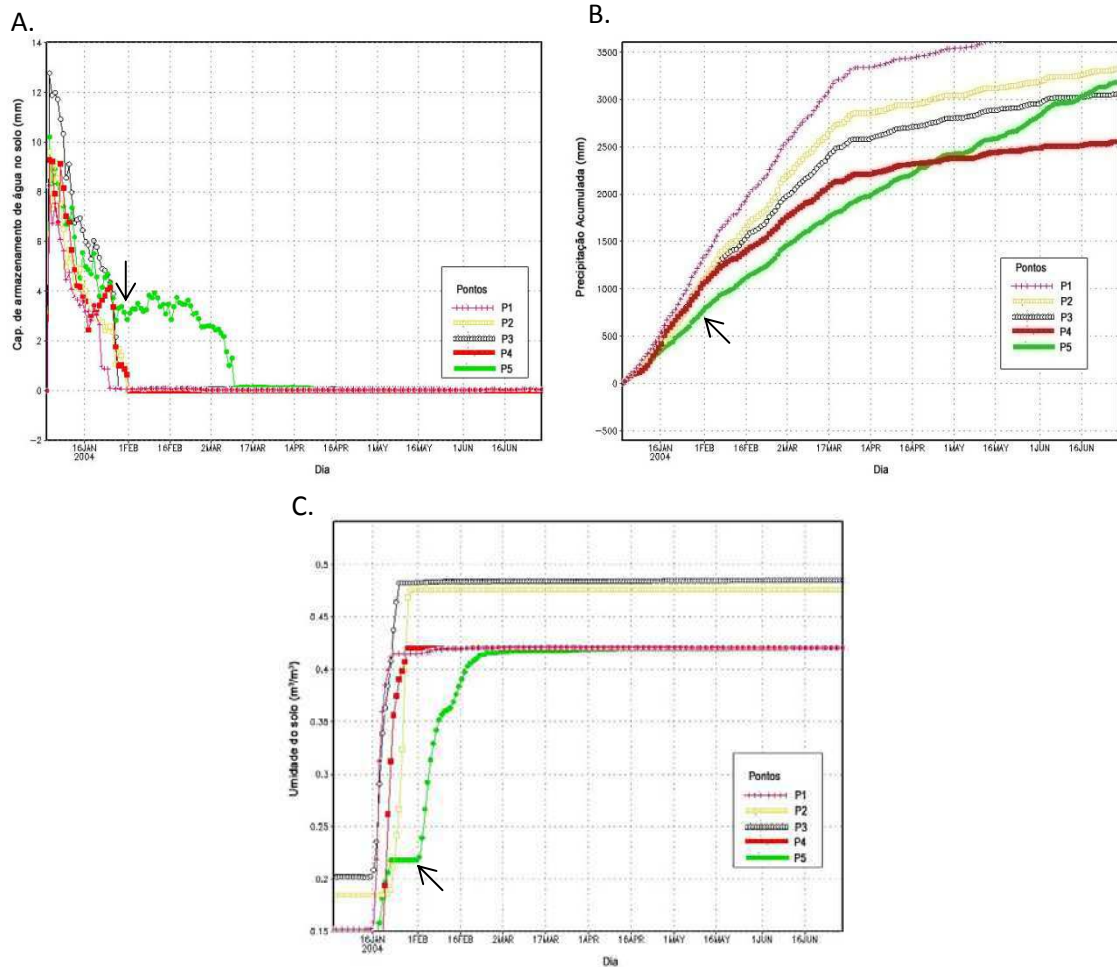 A.
Cap. de armazenamento de água no solo (mm)
14
12
10
8
6
4
2
0
−2
16JAN
2004
1FEB
16FEB
2MAR
17MAR
1APR
16APR
1MAY
16MAY
1JUN
16JUN
Dia
Pontos
P1
P2
P3
P4
P5
B.
Precipitação Acumulada (mm)
3500
3000
2500
2000
1500
1000
500
0
−500
16JAN
2004
1FEB
16FEB
2MAR
17MAR
1APR
16APR
1MAY
16MAY
1JUN
16JUN
Dia
Pontos
P1
P2
P3
P4
P5
C.
Umidade do solo (m³/m³)
0.5
0.45
0.4
0.35
0.3
0.25
0.2
0.15
16JAN
2004
1FEB
16FEB
2MAR
17MAR
1APR
16APR
1MAY
16MAY
1JUN
16JUN
Dia
Pontos
P1
P2
P3
P4
P5